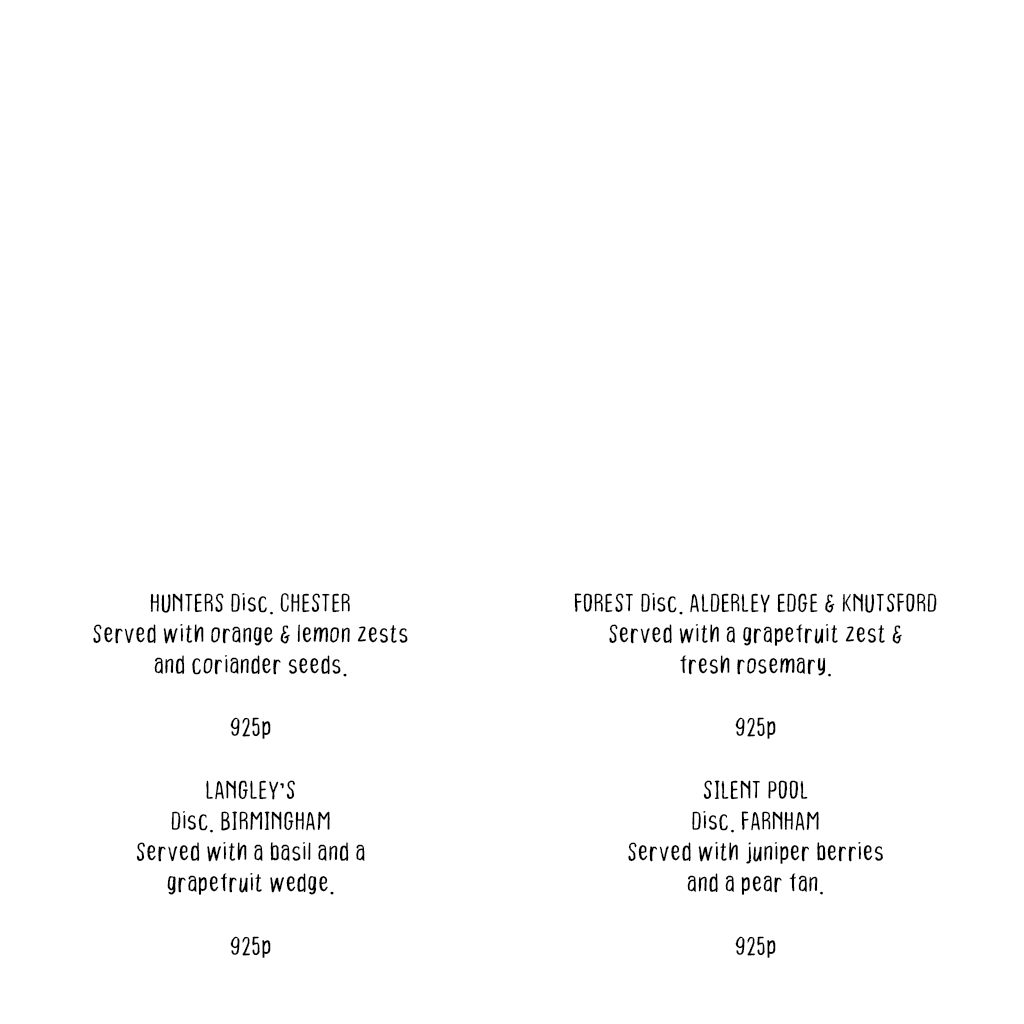 HUNTERS Disc. CHESTER
Served with orange & lemon zests
and coriander seeds.
925p
FOREST Disc. ALDERLEY EDGE & KNUTSFORD
Served with a grapefruit zest &
fresh rosemary.
925p
LANGLEY'S
Disc. BIRMINGHAM
Served with a basil and a
grapefruit wedge.
925p
SILENT POOL
Disc. FARNHAM
Served with juniper berries
and a pear fan.
925p